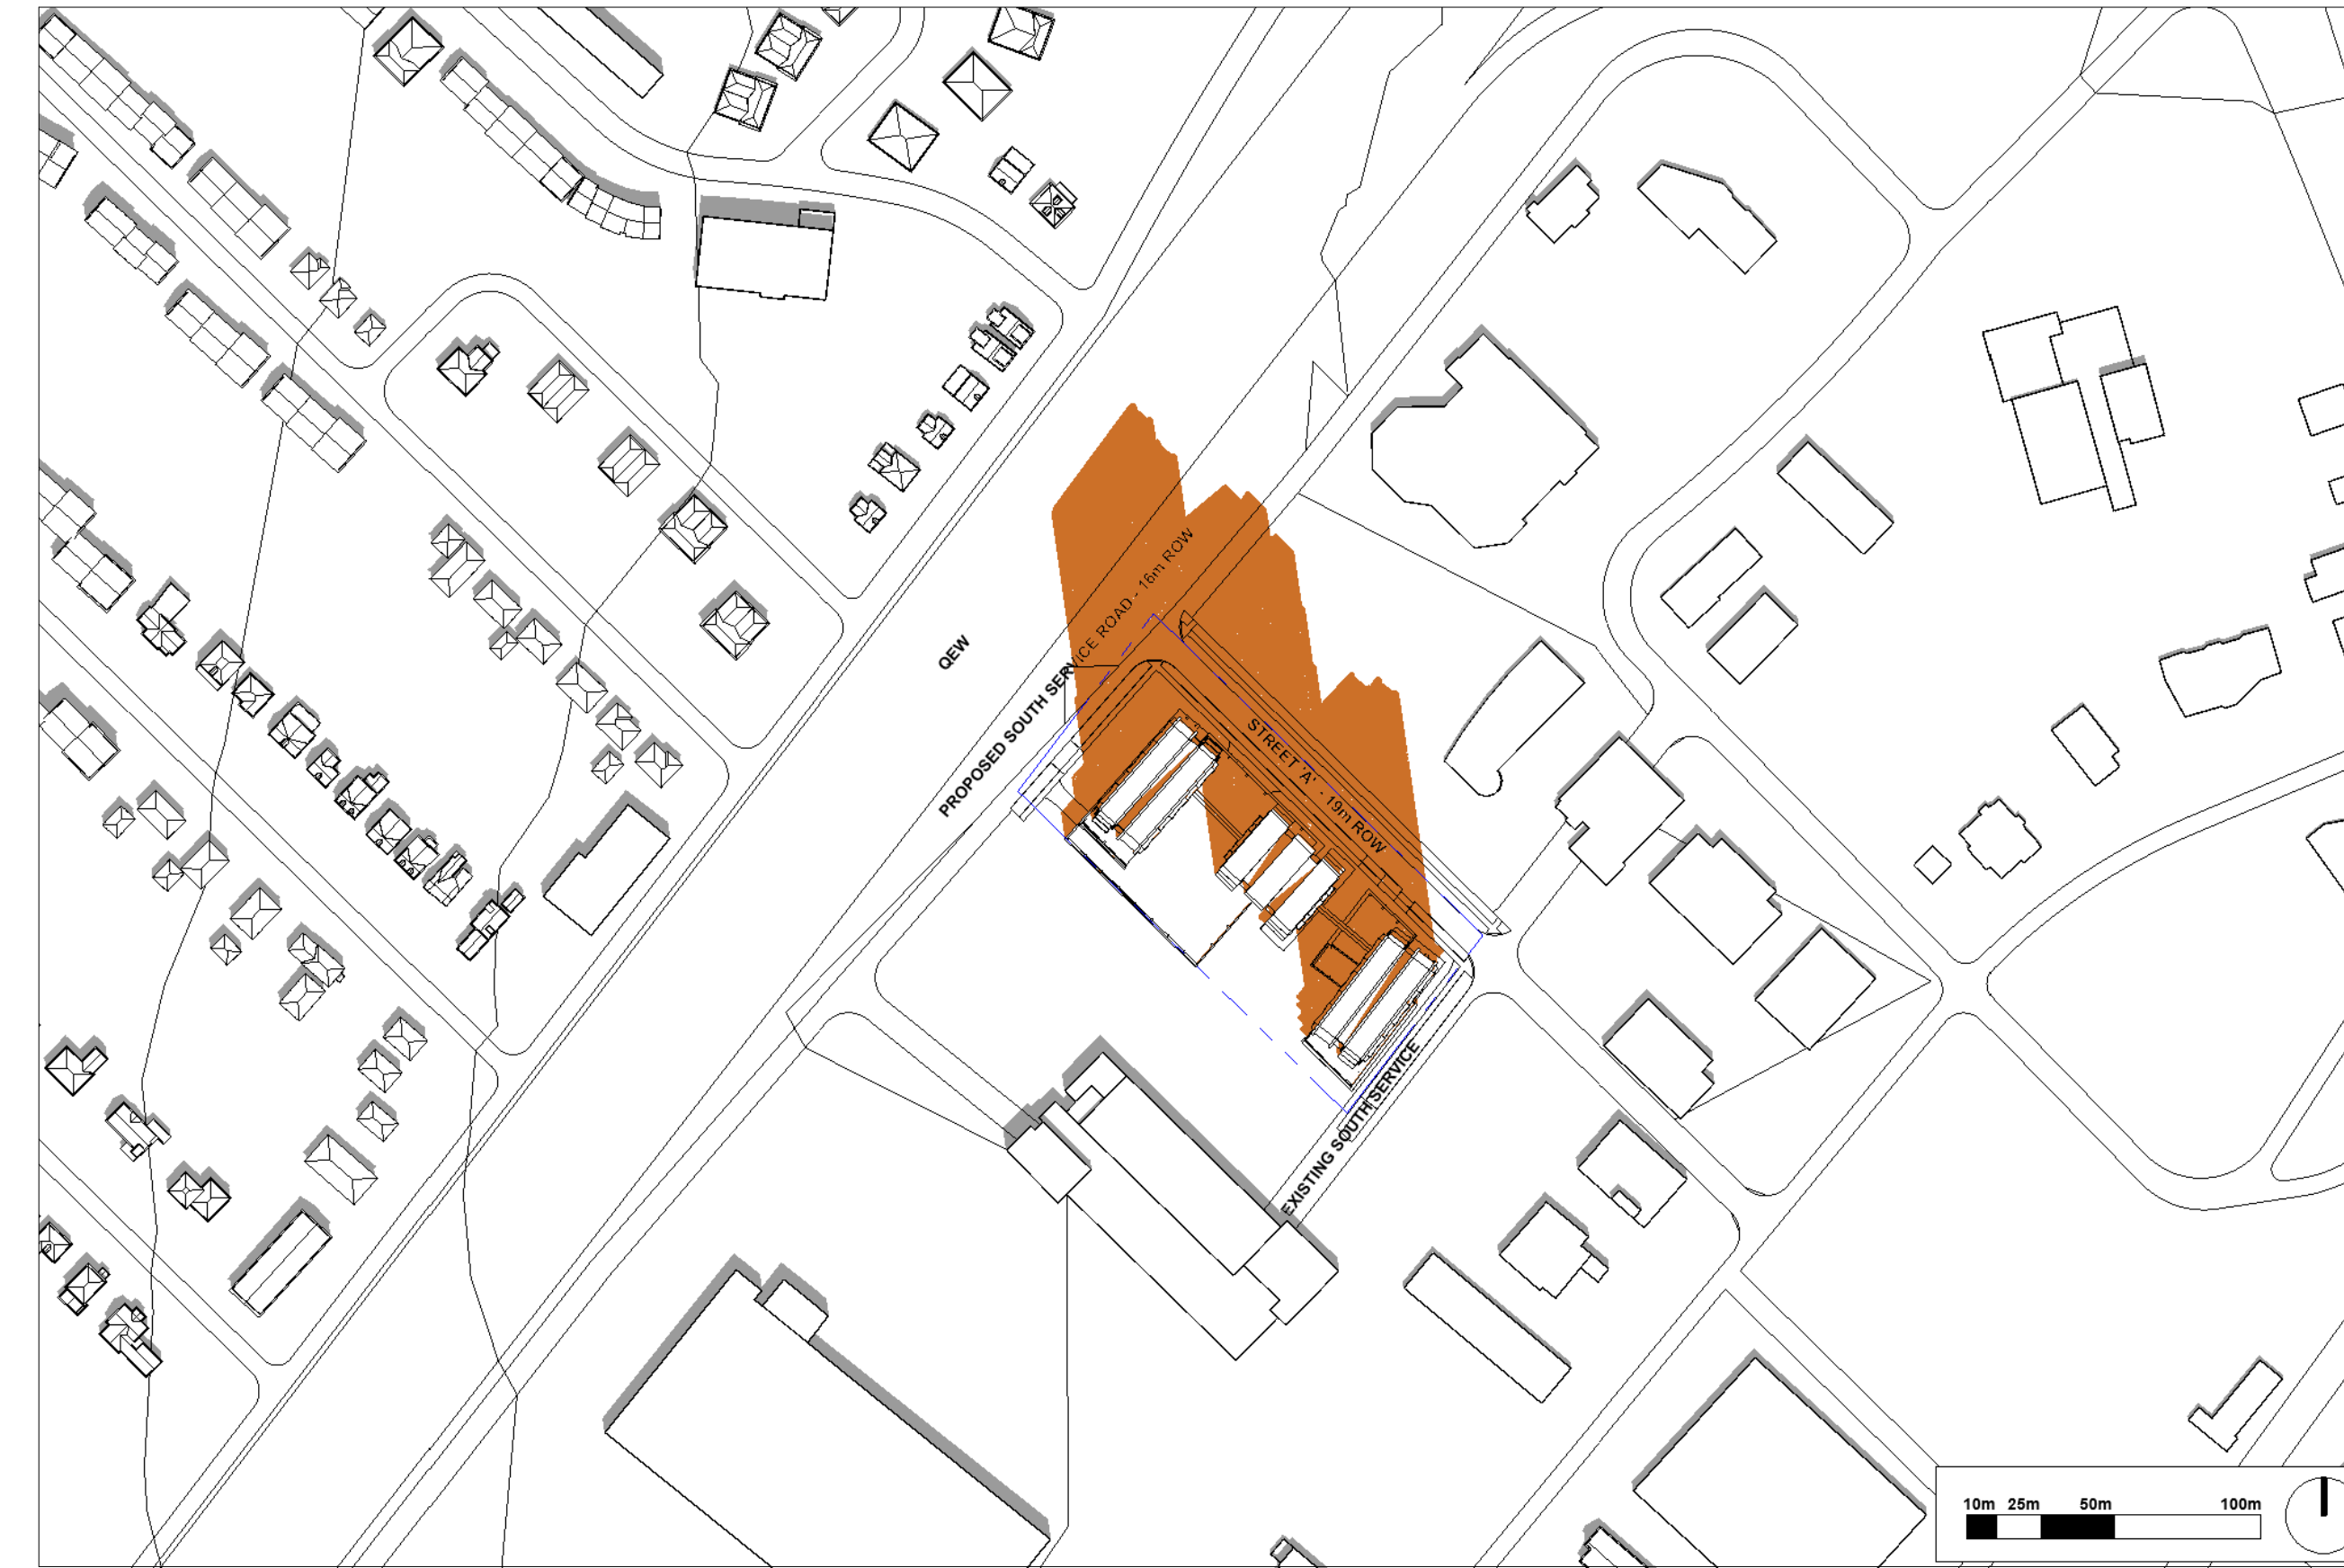 QEW
PROPOSED SOUTH SERVICE ROAD - 16m ROW
STREET 'A' - 19m ROW
EXISTING SOUTH SERVICE
10m 25m 50m 100m